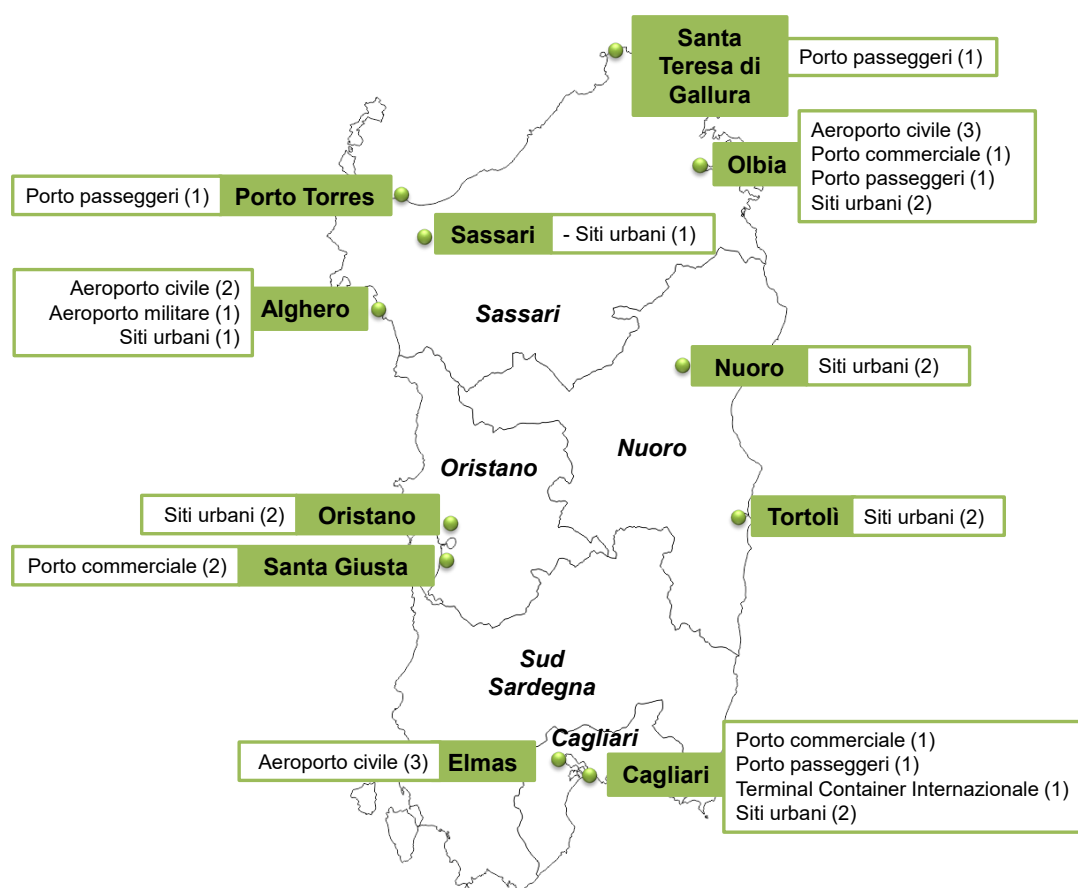 Santa
Teresa di
Gallura
Porto passeggeri (1)
Olbia
Aeroporto civile (3)
Porto commerciale (1)
Porto passeggeri (1)
Siti urbani (2)
Porto passeggeri (1)
Porto Torres
Sassari
- Siti urbani (1)
Aeroporto civile (2)
Aeroporto militare (1)
Siti urbani (1)
Alghero
Sassari
Nuoro
Siti urbani (2)
Nuoro
Oristano
Siti urbani (2)
Oristano
Tortolì
Siti urbani (2)
Porto commerciale (2)
Santa Giusta
Sud
Sardegna
Cagliari
Aeroporto civile (3)
Elmas
Cagliari
Porto commerciale (1)
Porto passeggeri (1)
Terminal Container Internazionale (1)
Siti urbani (2)